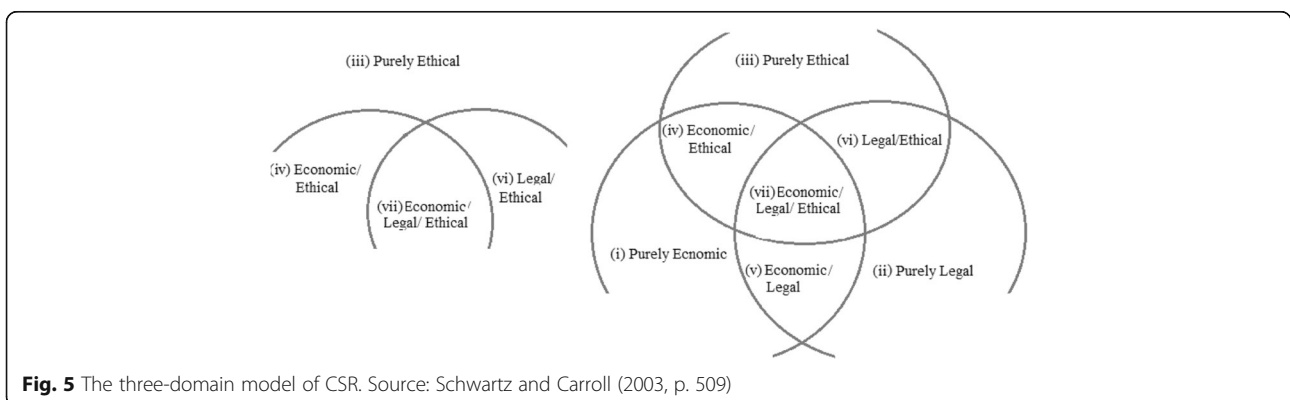 (iii) Purely Ethical
(iv) Economic/
Ethical
(vi) Legal/
Ethical
(vii) Economic/
Legal/ Ethical
(iii) Purely Ethical
(iv) Economic/
Ethical
(vi) Legal/Ethical
(vii) Economic/
Legal/ Ethical
(i) Purely Ecnomic
(v) Economic/
Legal
(ii) Purely Legal
Fig. 5 The three-domain model of CSR. Source: Schwartz and Carroll (2003, p. 509)